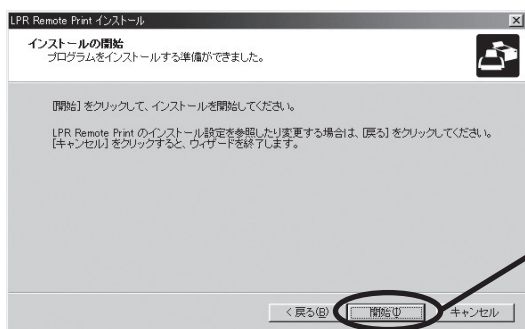 LPR Remote Print インストール
インストールの開始
プログラムをインストールする準備ができました。
[開始] をクリックして、インストールを開始してください。
LPR Remote Print のインストール設定を参照したり変更する場合は、[戻る] をクリックしてください。
[キャンセル] をクリックすると、ウィザードを終了します。
< 戻る(B)
開始(I)
キャンセル